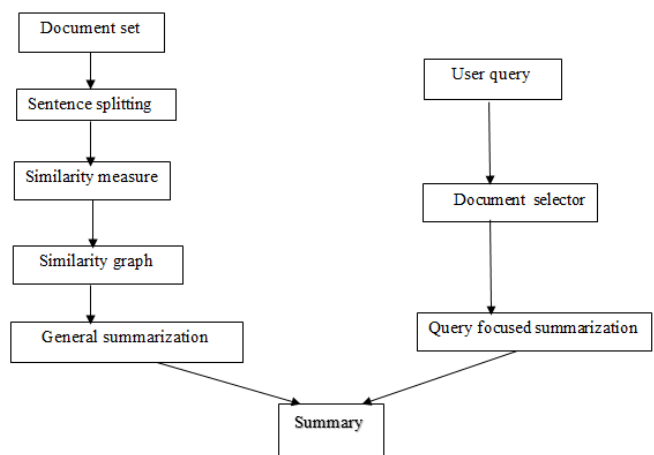 Document set
Sentence splitting
Similarity measure
Similarity graph
General summarization
User query
Document selector
Query focused summarization
Summary